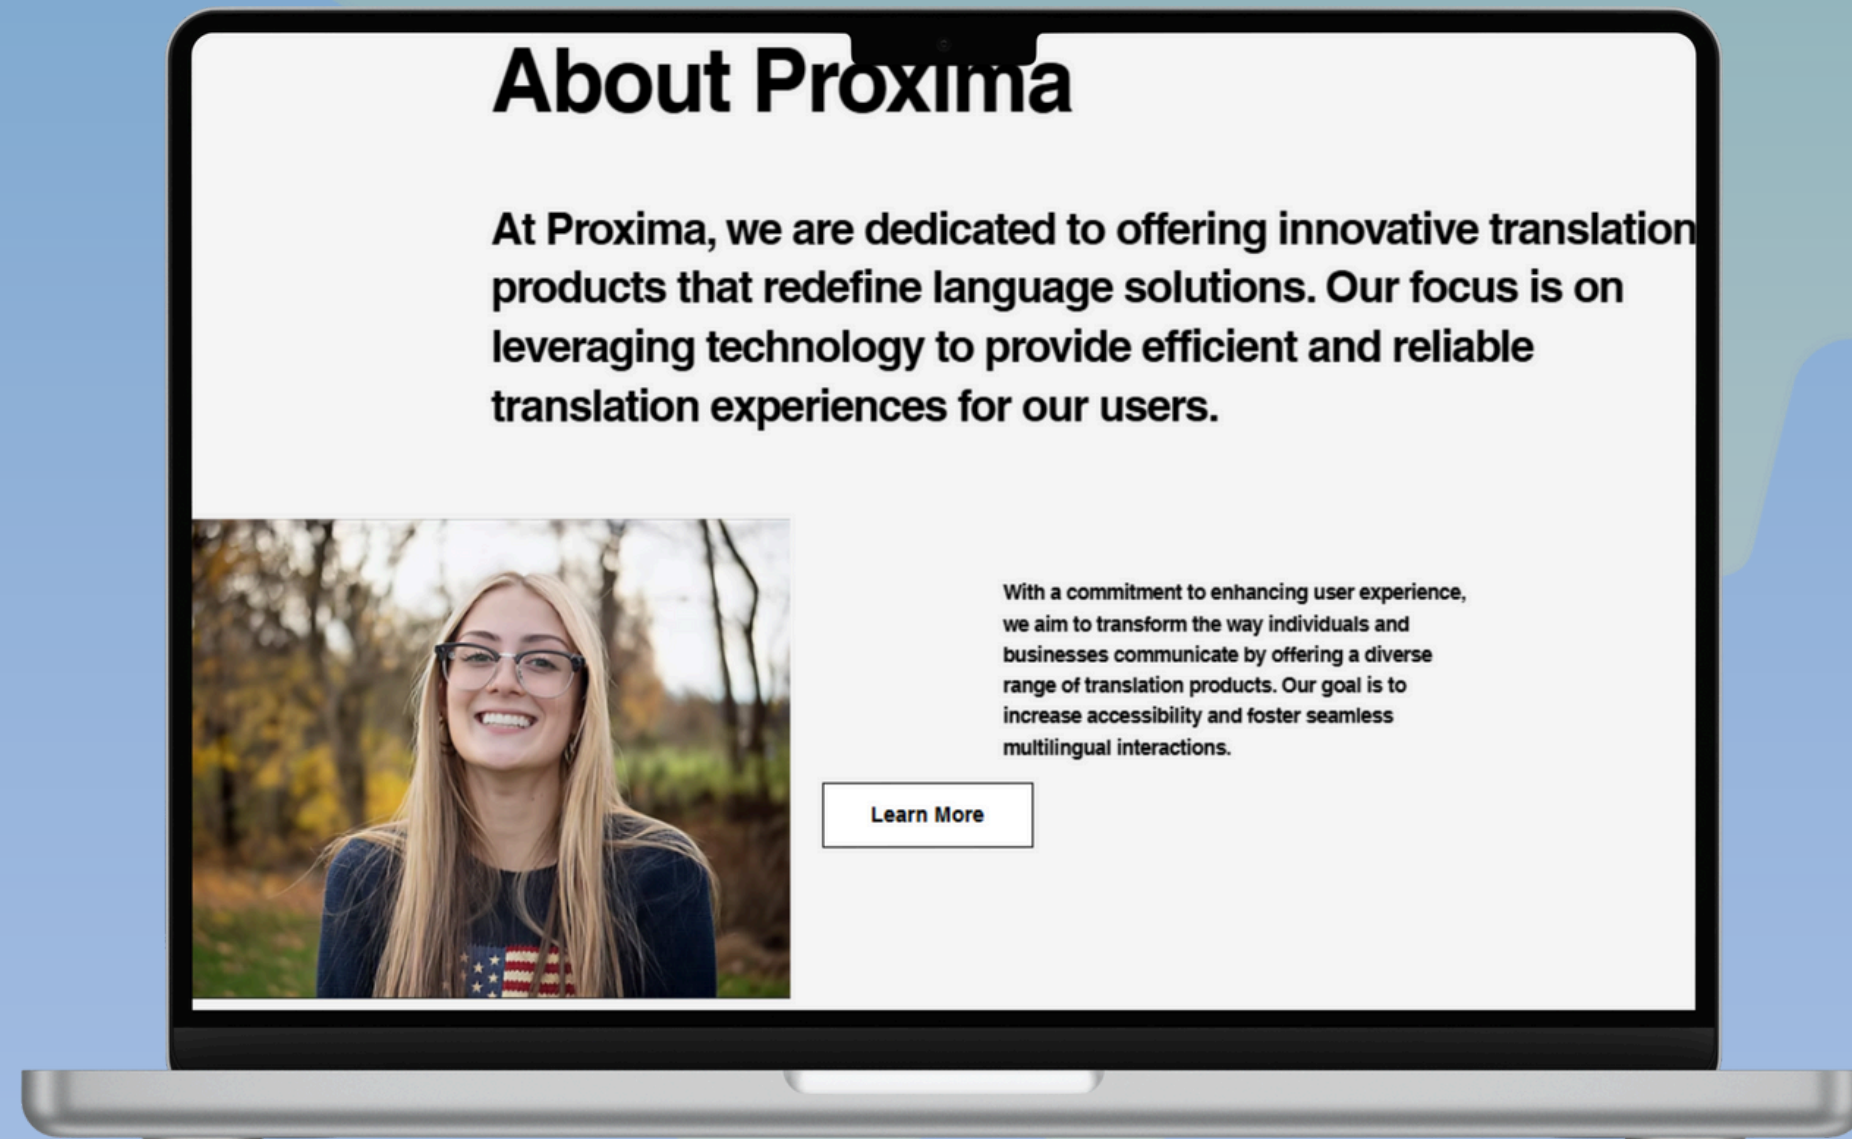 About Proxima
At Proxima, we are dedicated to offering innovative translation
products that redefine language solutions. Our focus is on
leveraging technology to provide efficient and reliable
translation experiences for our users.
With a commitment to enhancing user experience,
we aim to transform the way individuals and
businesses communicate by offering a diverse
range of translation products. Our goal is to
increase accessibility and foster seamless
multilingual interactions.
Learn More